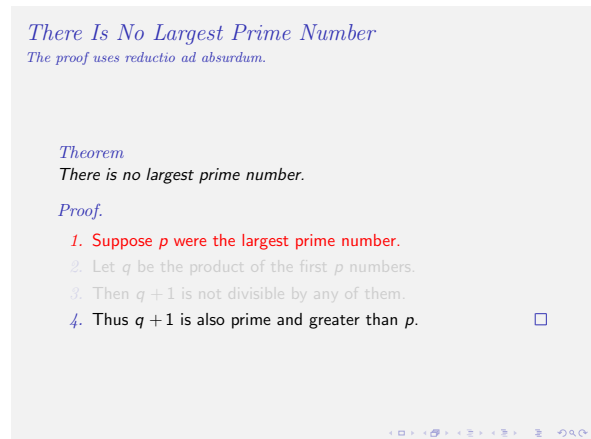 There Is No Largest Prime Number
The proof uses reductio ad absurdum.
Theorem
There is no largest prime number.
Proof.
1. Suppose p were the largest prime number.
2. Let q be the product of the first p numbers.
3. Then q + 1 is not divisible by any of them.
4. Thus q + 1 is also prime and greater than p.